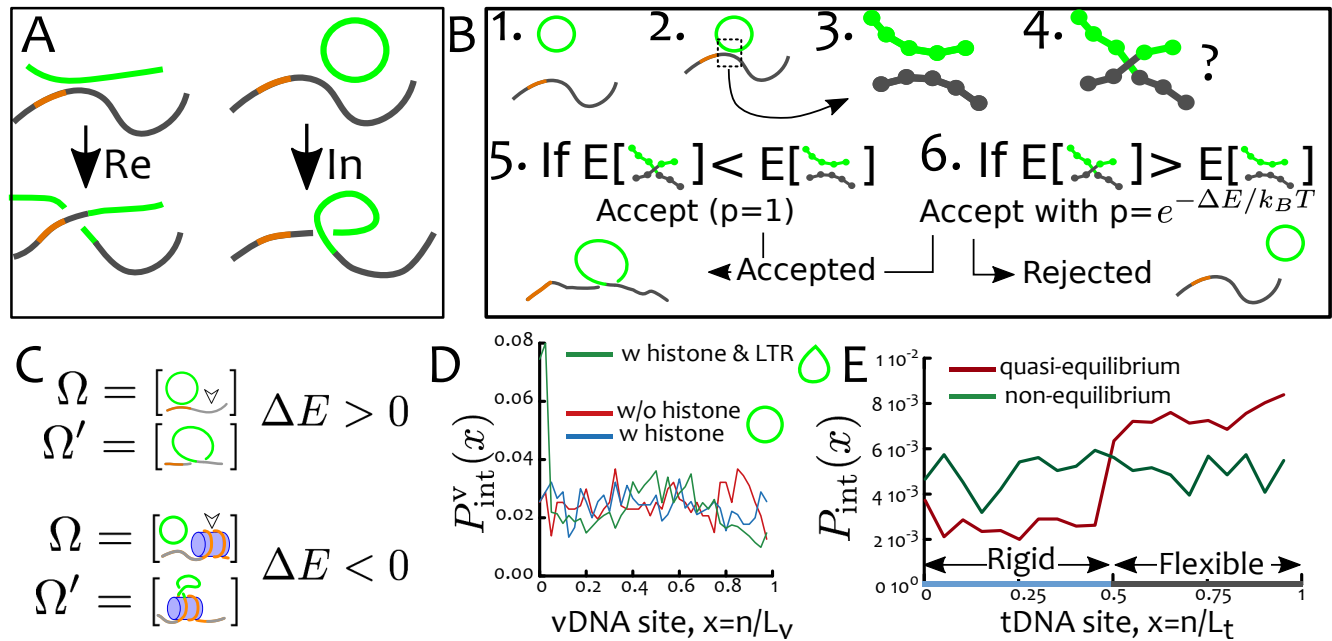 A
Re
In
B
1.
2.
3.
4.
?
5. If E[ ] < E[ ]
Accept (p=1)
6. If E[ ] > E[ ]
Accept with p=e^{-ΔE/k_BT}
Accepted
Rejected
C
Ω = [ ]
Ω′ = [ ]
ΔE > 0
Ω = [ ]
Ω′ = [ ]
ΔE < 0
D
w histone & LTR
w/o histone
w histone
P^v_int(x)
0.08
0.06
0.04
0.02
0.00
0 0.2 0.4 0.6 0.8 1
vDNA site, x=n/L_v
E
quasi-equilibrium
non-equilibrium
P_int(x)
1 10⁻²
8 10⁻³
6 10⁻³
4 10⁻³
2 10⁻³
0 10⁰
Rigid
Flexible
0 0.25 0.5 0.75 1
tDNA site, x=n/L_t